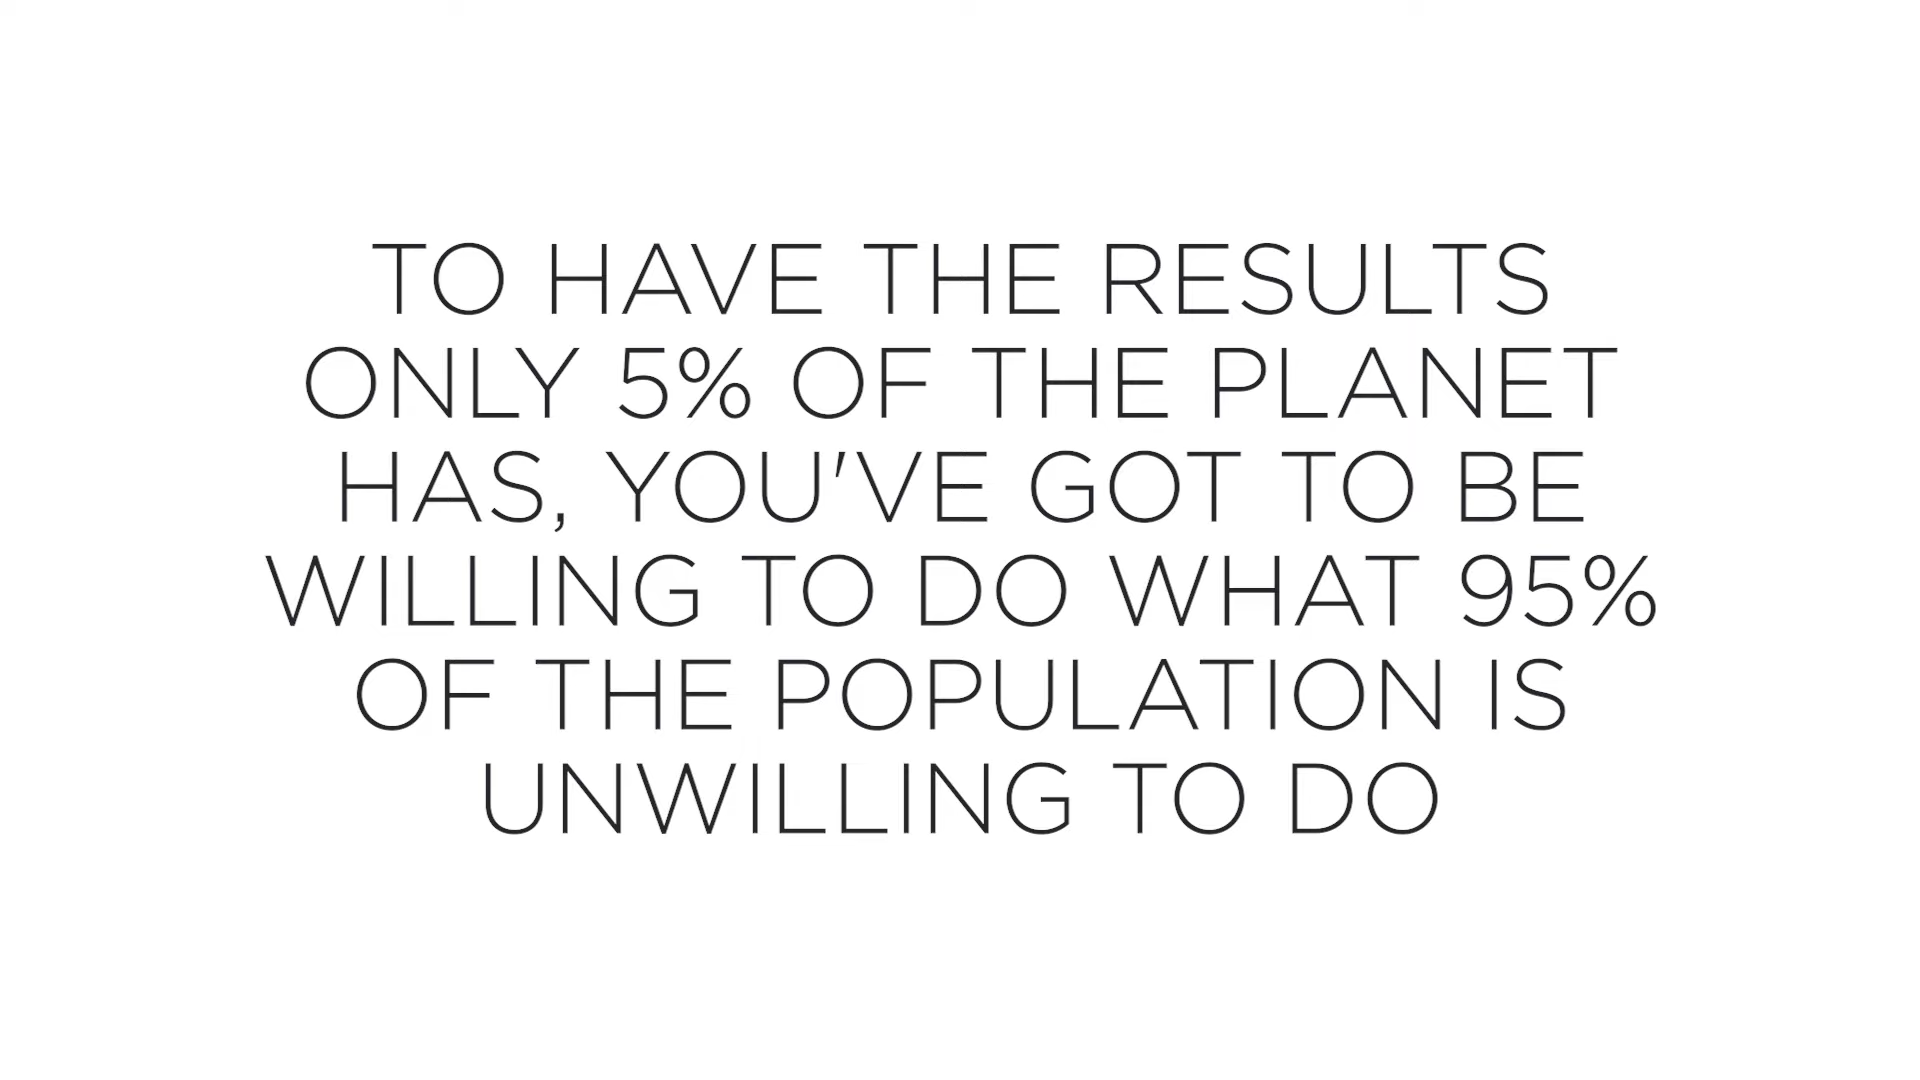 TO HAVE THE RESULTS
ONLY 5% OF THE PLANET
HAS, YOU'VE GOT TO BE
WILLING TO DO WHAT 95%
OF THE POPULATION IS
UNWILLING TO DO